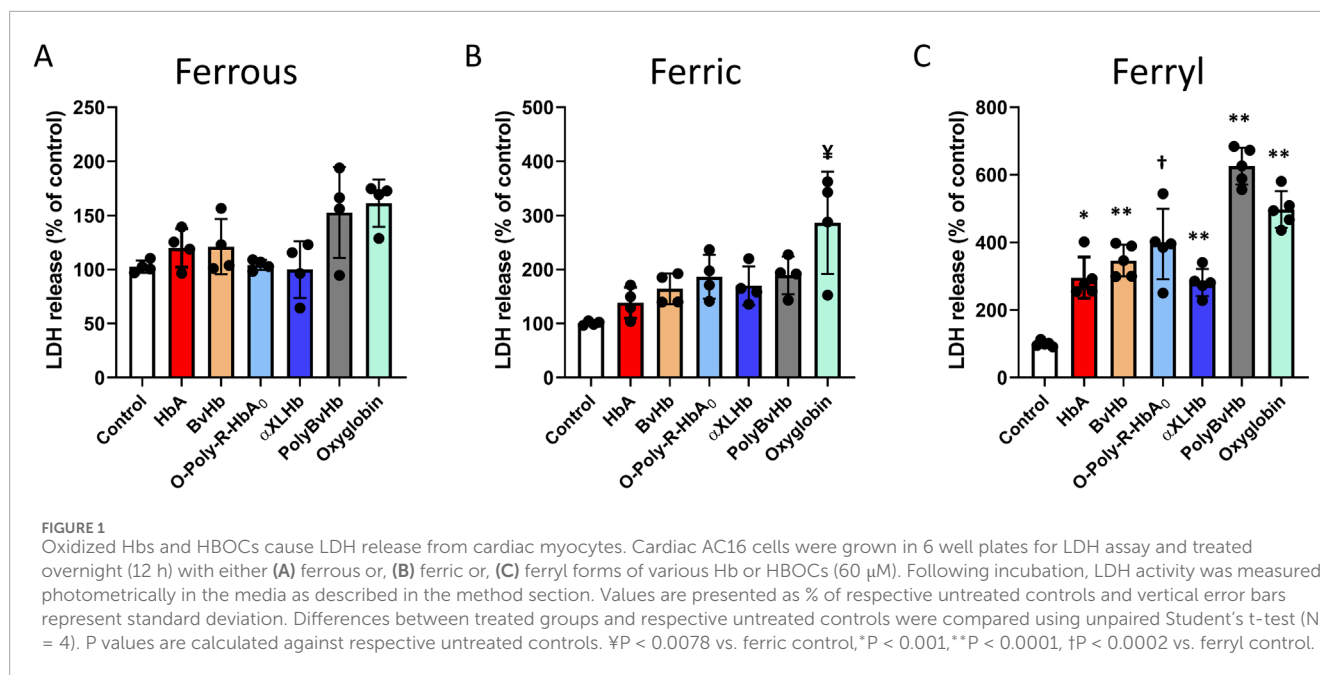 A
Ferrous
LDH release (% of control)
250
200
150
100
50
0
Control
HbA
BvHb
O-Poly-R-HbA₀
αXLHb
PolyBvHb
Oxyglobin
B
Ferric
LDH release (% of control)
500
400
300
200
100
0
¥
Control
HbA
BvHb
O-Poly-R-HbA₀
αXLHb
PolyBvHb
Oxyglobin
C
Ferryl
LDH release (% of control)
800
600
400
200
0
*
**
†
**
**
**
Control
HbA
BvHb
O-Poly-R-HbA₀
αXLHb
PolyBvHb
Oxyglobin
FIGURE 1
Oxidized Hbs and HBOCs cause LDH release from cardiac myocytes. Cardiac AC16 cells were grown in 6 well plates for LDH assay and treated
overnight (12 h) with either (A) ferrous or, (B) ferric or, (C) ferryl forms of various Hb or HBOCs (60 μM). Following incubation, LDH activity was measured
photometrically in the media as described in the method section. Values are presented as % of respective untreated controls and vertical error bars
represent standard deviation. Differences between treated groups and respective untreated controls were compared using unpaired Student’s t-test (N
= 4). P values are calculated against respective untreated controls. ¥P < 0.0078 vs. ferric control,*P < 0.001,**P < 0.0001, †P < 0.0002 vs. ferryl control.